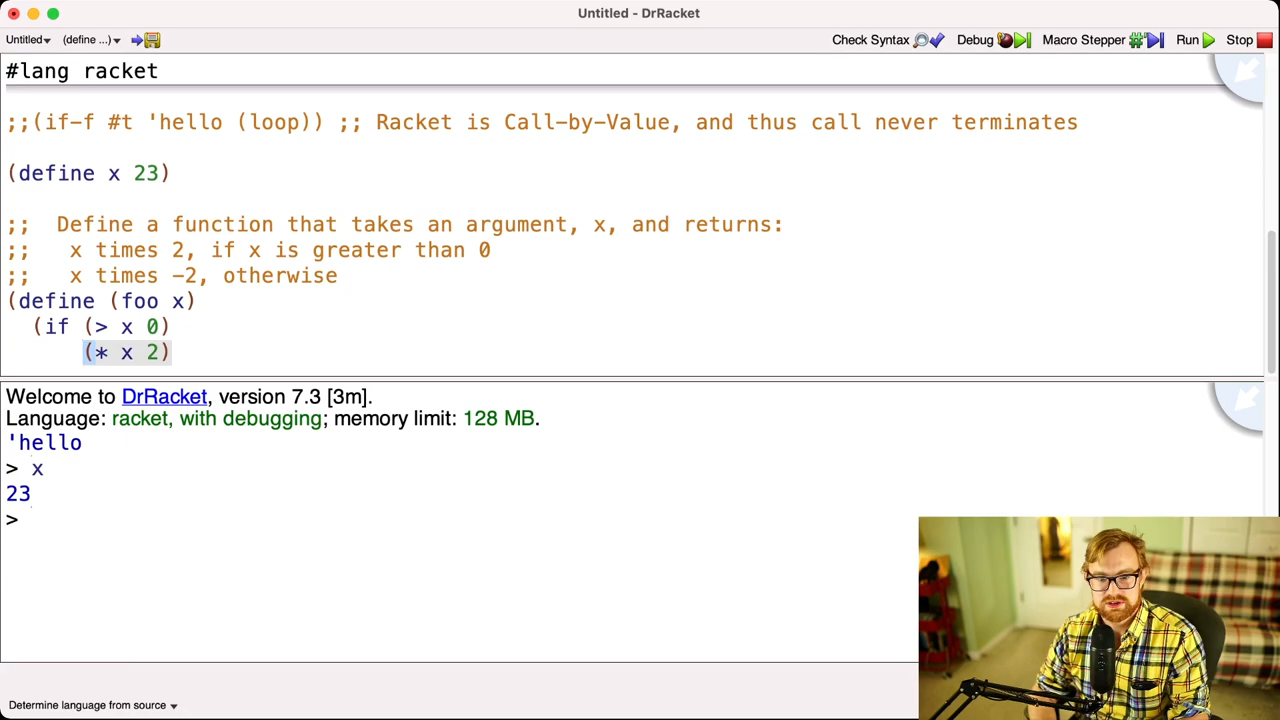 Untitled - DrRacket
Untitled (define ...) Check Syntax Debug Macro Stepper Run Stop
#lang racket
;;(if-f #t 'hello (loop)) ;; Racket is Call-by-Value, and thus call never terminates
(define x 23)
;;  Define a function that takes an argument, x, and returns:
;;   x times 2, if x is greater than 0
;;   x times -2, otherwise
(define (foo x)
  (if (> x 0)
      (* x 2)
Welcome to DrRacket, version 7.3 [3m].
Language: racket, with debugging; memory limit: 128 MB.
'hello
> x
23
>
Determine language from source